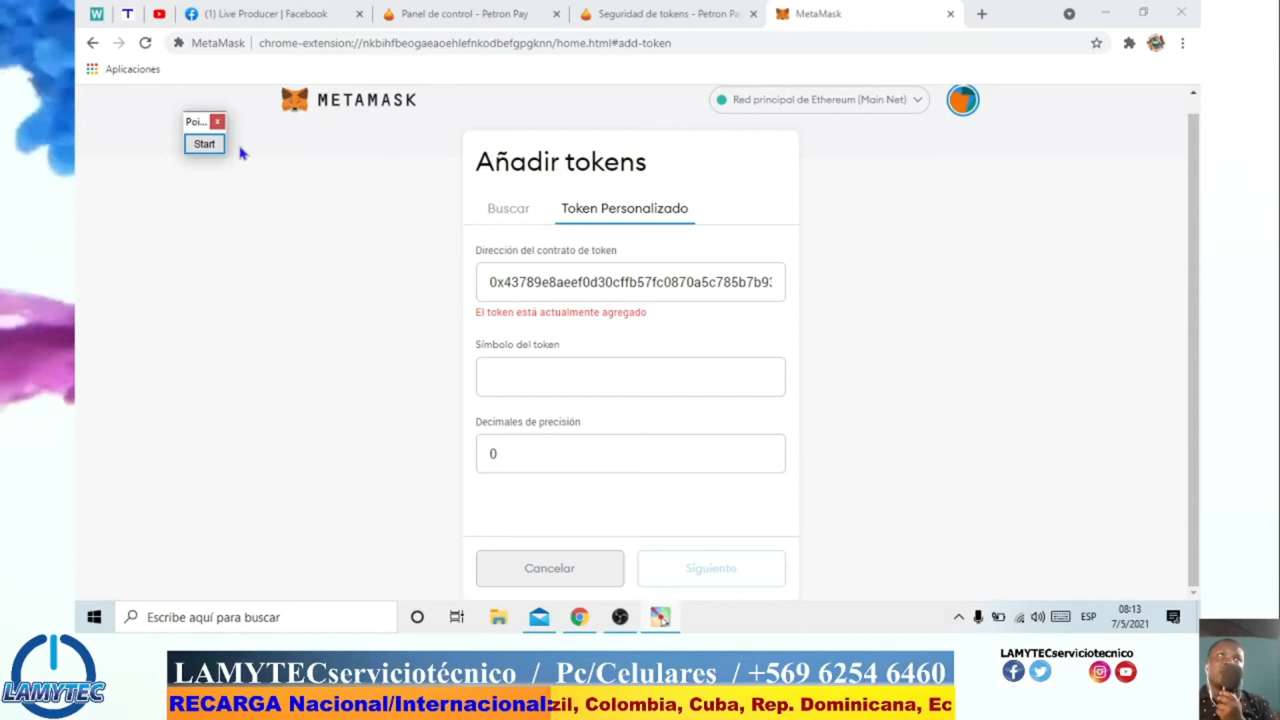 (1) Live Producer | Facebook
Panel de control - Petron Pay
Seguridad de tokens - Petron Pa
MetaMask
MetaMask
chrome-extension://nkbihfbeogaeaoehlefnkodbefgpgknn/home.html#add-token
Aplicaciones
METAMASK
Red principal de Ethereum (Main Net)
Poi...
Start
Añadir tokens
Buscar
Token Personalizado
Dirección del contrato de token
0x43789e8aeef0d30cffb57fc0870a5c785b7b9
El token está actualmente agregado
Símbolo del token
Decimales de precisión
0
Cancelar
Siguiente
Escribe aquí para buscar
ESP
08:13
7/5/2021
LAMYTEC
LAMYTECserviciotécnico / Pc/Celulares / +569 6254 6460
RECARGA Nacional/Internacional: zil, Colombia, Cuba, Rep. Dominicana, Ec
LAMYTECserviciotecnico